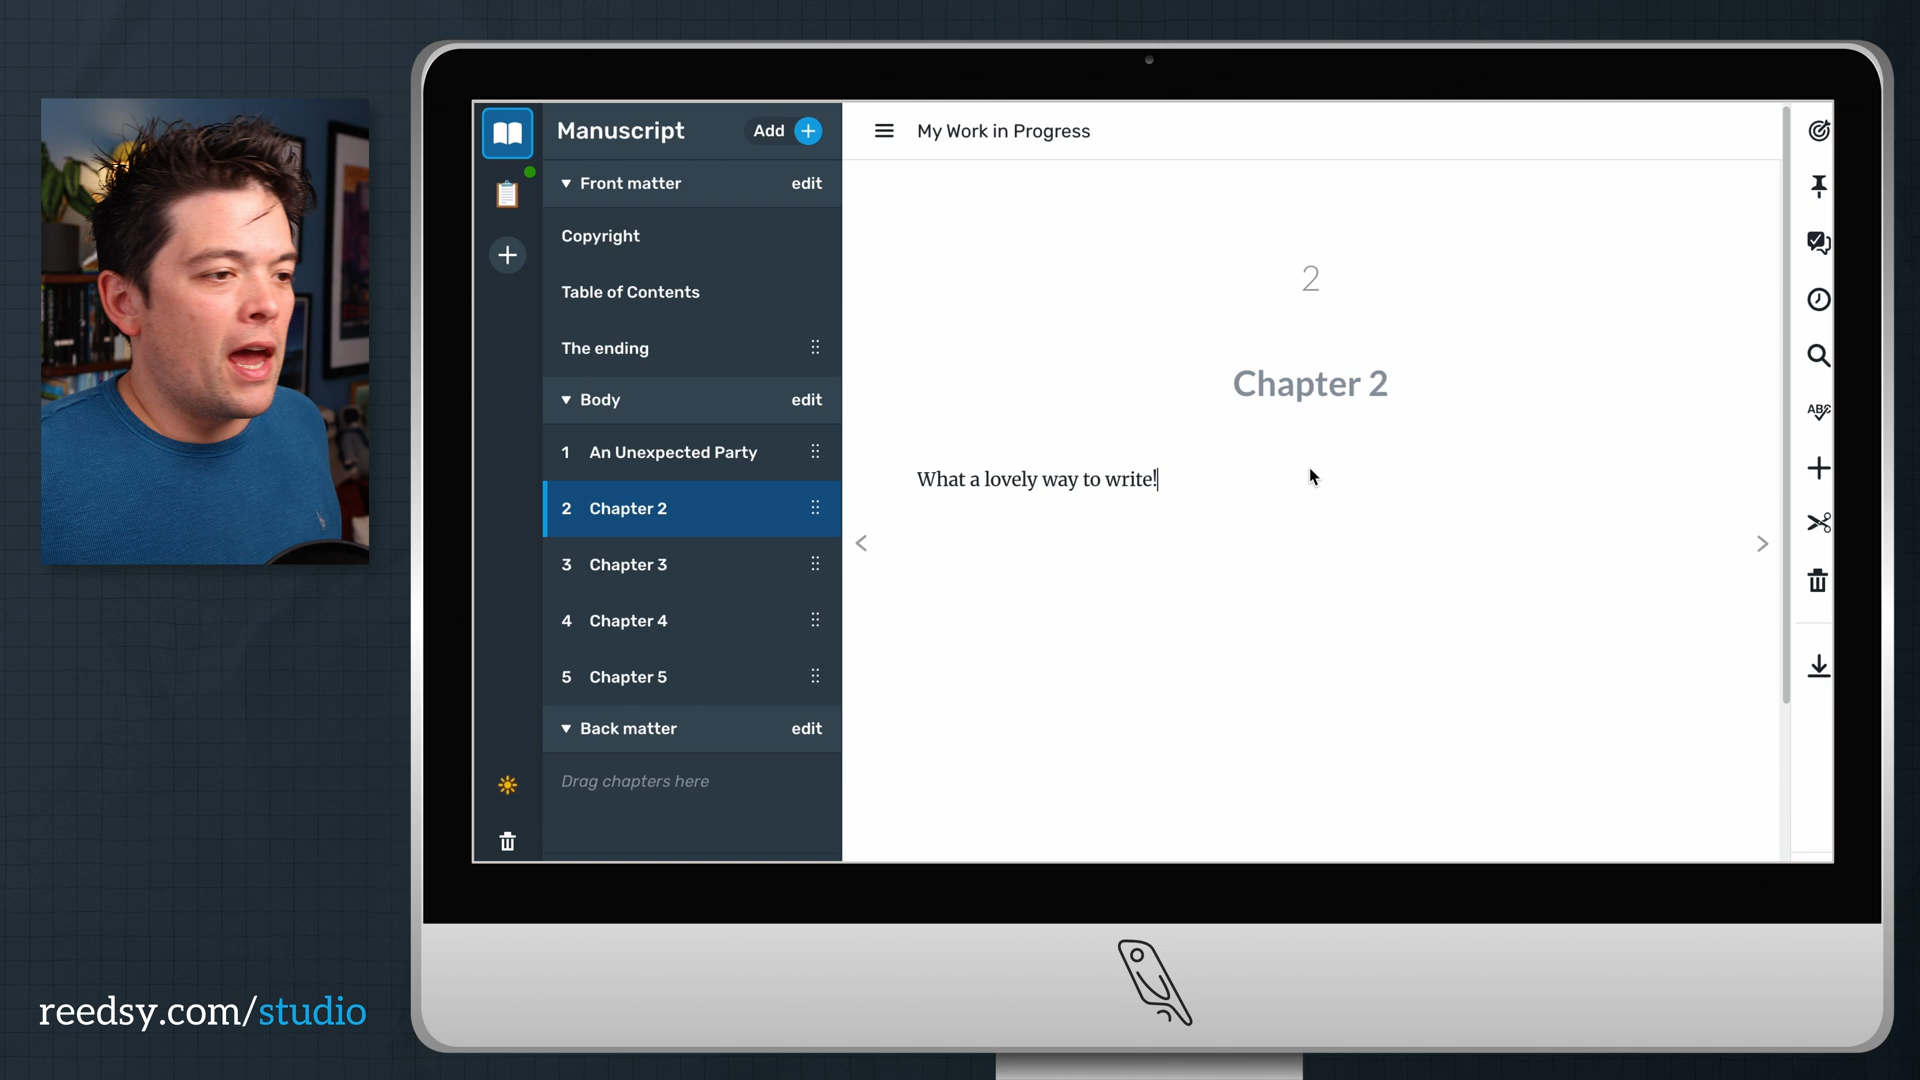 Manuscript
Add
My Work in Progress
Front matter edit
Copyright
Table of Contents
The ending
Body edit
1 An Unexpected Party
2 Chapter 2
3 Chapter 3
4 Chapter 4
5 Chapter 5
Back matter edit
Drag chapters here
2
Chapter 2
What a lovely way to write!
ABC
reedsy.com/studio